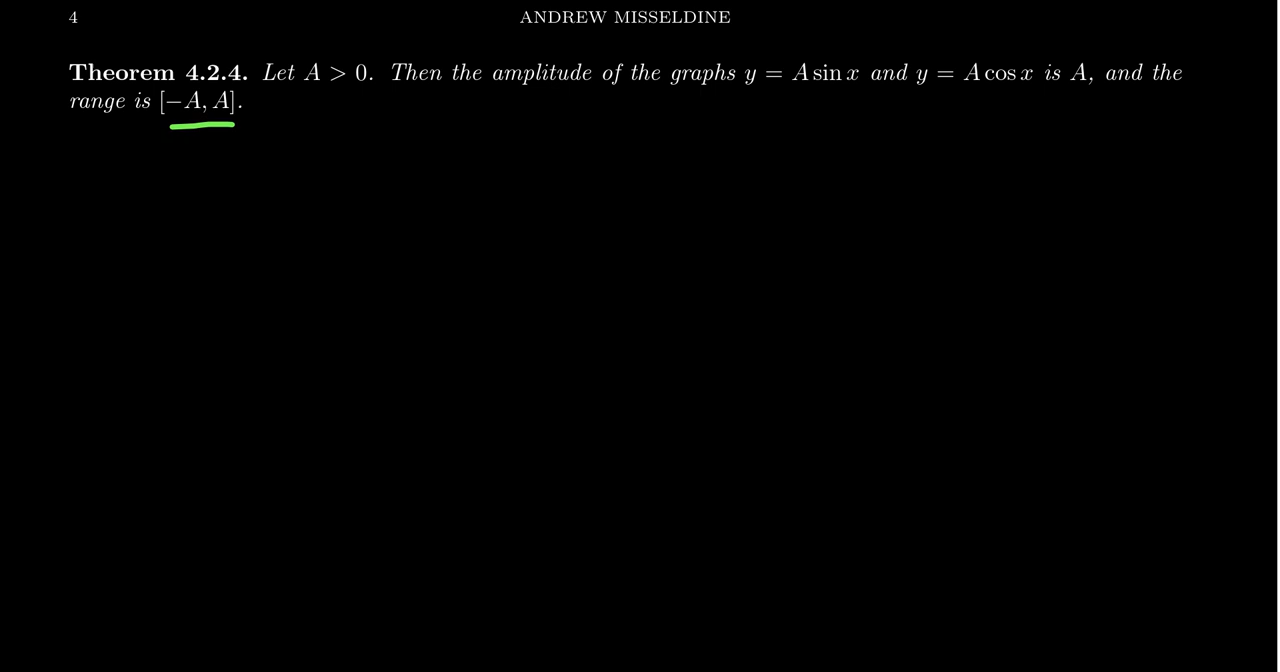 4
ANDREW MISSELDINE
Theorem 4.2.4. Let A > 0. Then the amplitude of the graphs y = A sin x and y = A cos x is A, and the
range is [−A, A].